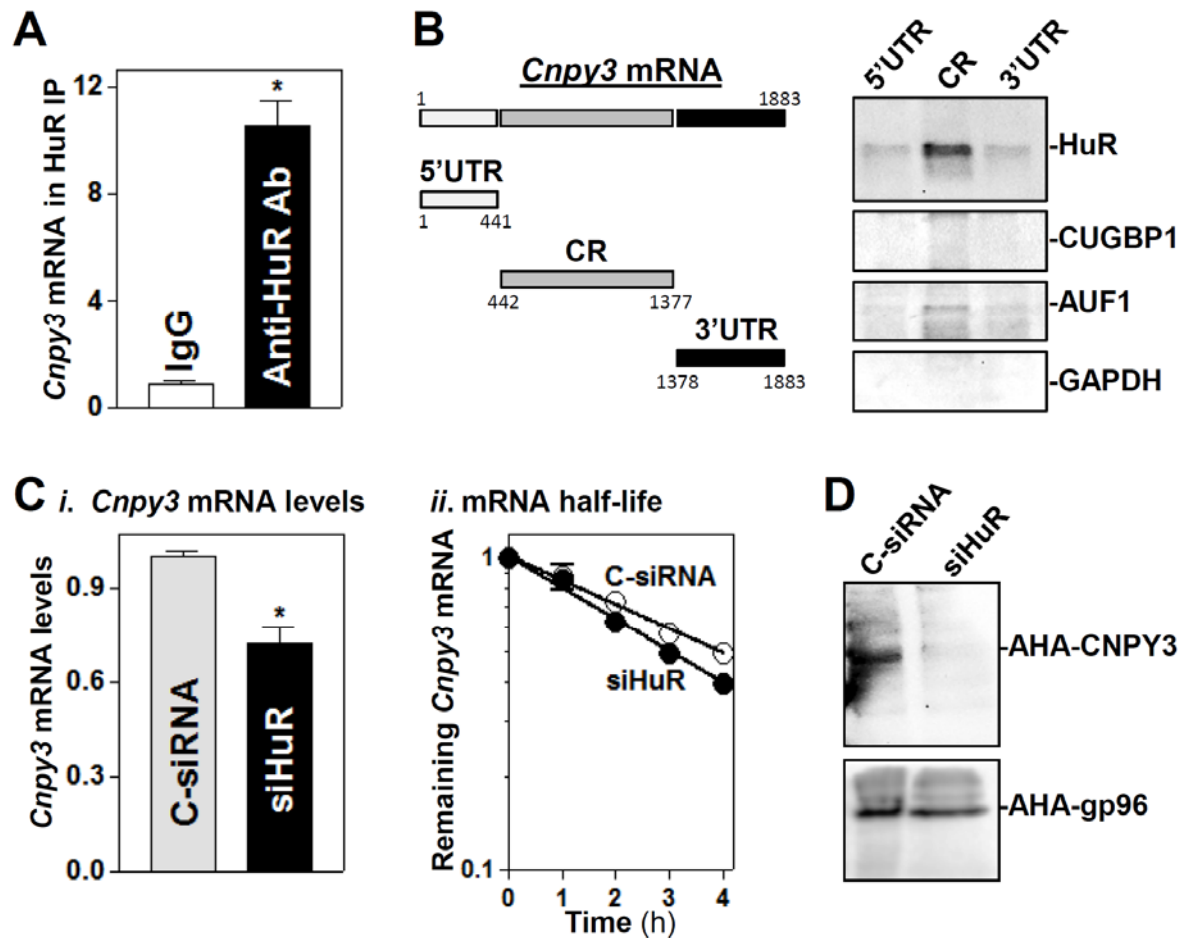 A
Cnpy3 mRNA in HuR IP
12
8
4
0
IgG
Anti-HuR Ab
*
B
Cnpy3 mRNA
1
1883
5'UTR
1
441
CR
442
1377
3'UTR
1378
1883
5'UTR
CR
3'UTR
-HuR
-CUGBP1
-AUF1
-GAPDH
C i. Cnpy3 mRNA levels
Cnpy3 mRNA levels
0.9
0.6
0.3
0.0
C-siRNA
siHuR
*
ii. mRNA half-life
Remaining Cnpy3 mRNA
1
0.1
C-siRNA
siHuR
0 1 2 3 4
Time (h)
D
C-siRNA
siHuR
-AHA-CNPY3
-AHA-gp96